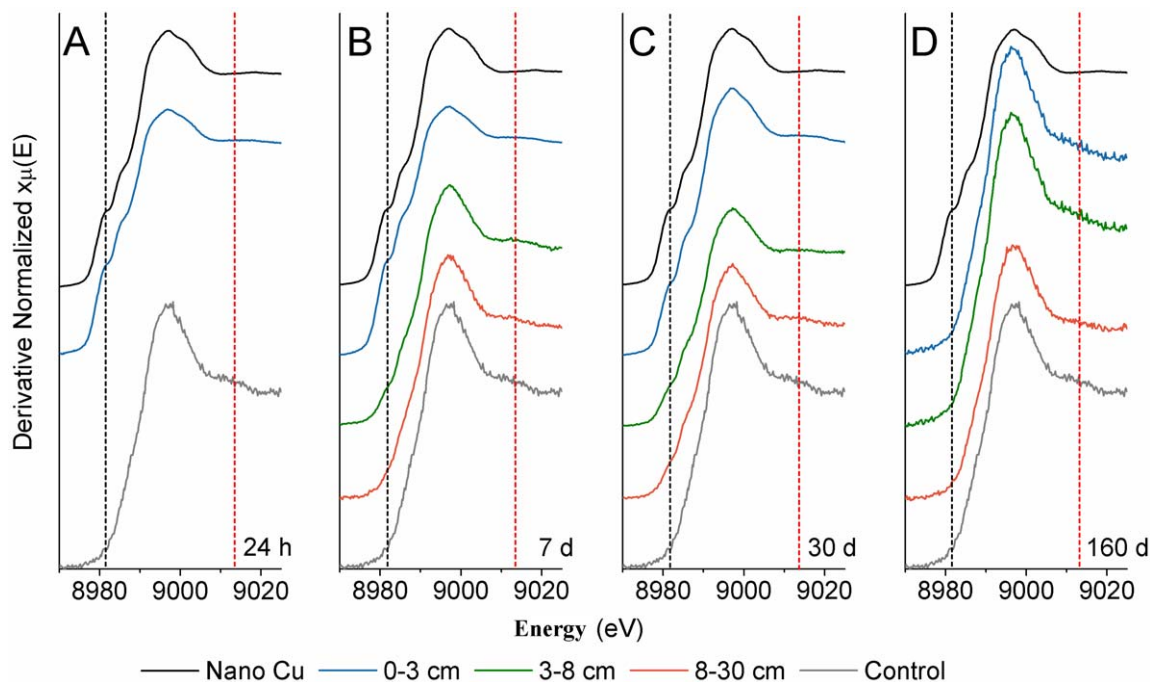 A B C D
Derivative Normalized xμ(E)
24 h 7 d 30 d 160 d
8980 9000 9020 8980 9000 9020 8980 9000 9020 8980 9000 9020
Energy (eV)
Nano Cu 0-3 cm 3-8 cm 8-30 cm Control